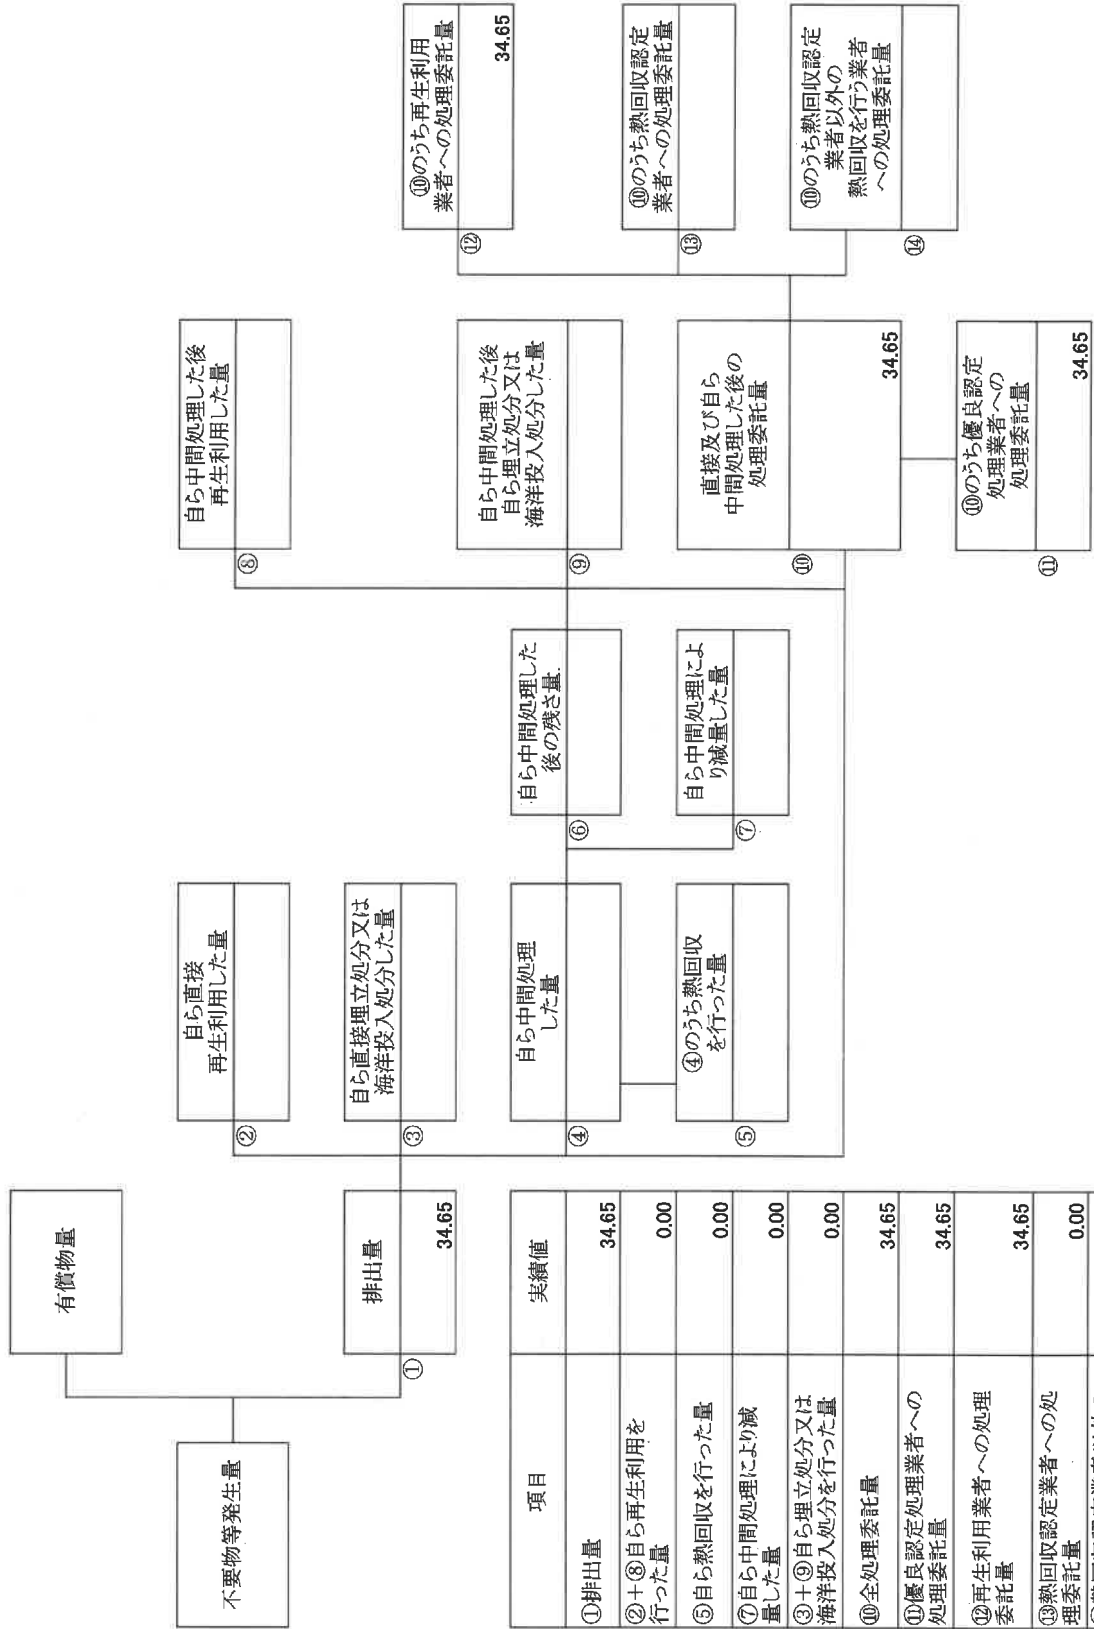 有償物量
不要物等発生量
排出量
①
34.65
自ら直接
再生利用した量
②
自ら直接埋立処分又は
海洋投入処分した量
③
自ら中間処理
した量
④
④のうち熱回収
を行った量
⑤
自ら中間処理した
後の残さ量
⑥
自ら中間処理によ
り減量した量
⑦
自ら中間処理した後
再生利用した量
⑧
自ら中間処理した後
自ら埋立処分又は
海洋投入処分した量
⑨
直接及び自ら
中間処理した後の
処理委託量
⑩
34.65
⑩のうち優良認定
処理業者への
処理委託量
⑪
34.65
⑩のうち再生利用
業者への処理委託量
⑫
34.65
⑩のうち熱回収認定
業者への処理委託量
⑬
⑩のうち熱回収認定
業者以外の
熱回収を行う業者
への処理委託量
⑭
項目 実績値
①排出量 34.65
②+⑧自ら再生利用を
行った量 0.00
⑤自ら熱回収を行った量 0.00
⑦自ら中間処理により減
量した量 0.00
③+⑨自ら埋立処分又は
海洋投入処分を行った量 0.00
⑩全処理委託量 34.65
⑪優良認定処理業者への
処理委託量 34.65
⑫再生利用業者への処理
委託量 34.65
⑬熱回収認定業者への処
理委託量 0.00